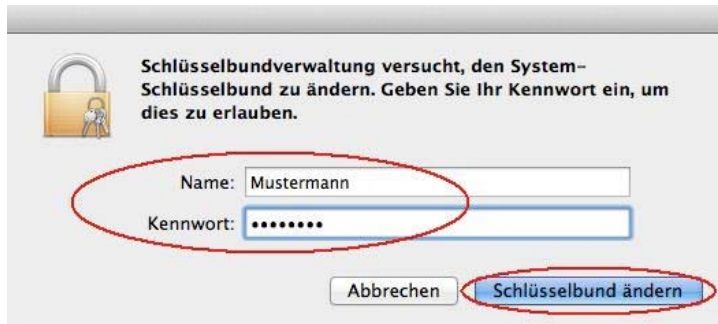 Schlüsselbundverwaltung versucht, den System-
Schlüsselbund zu ändern. Geben Sie Ihr Kennwort ein, um
dies zu erlauben.
Name: Mustermann
Kennwort: ••••••••
Abbrechen Schlüsselbund ändern